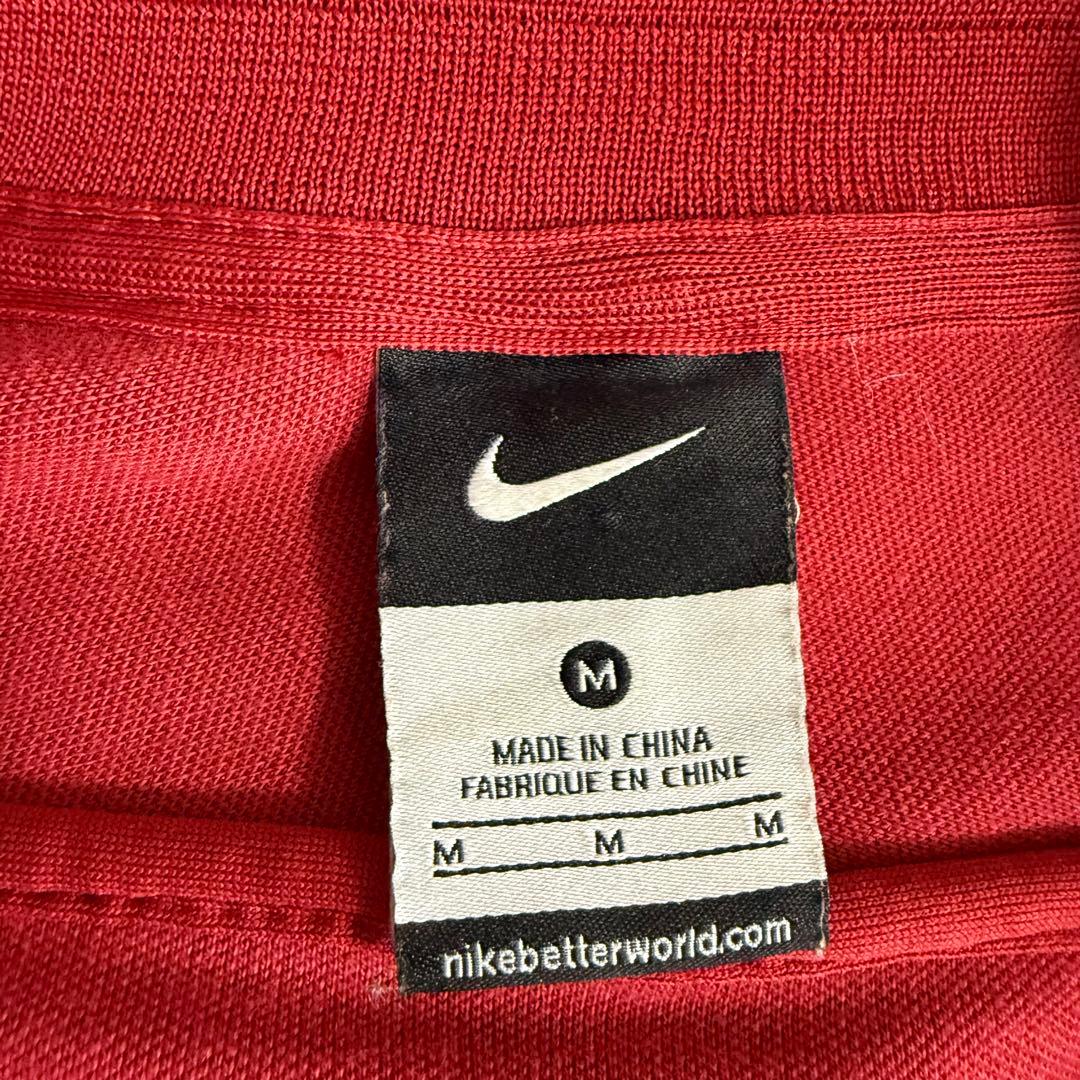 M
MADE IN CHINA
FABRIQUE EN CHINE
M M M
nikebetterworld.com